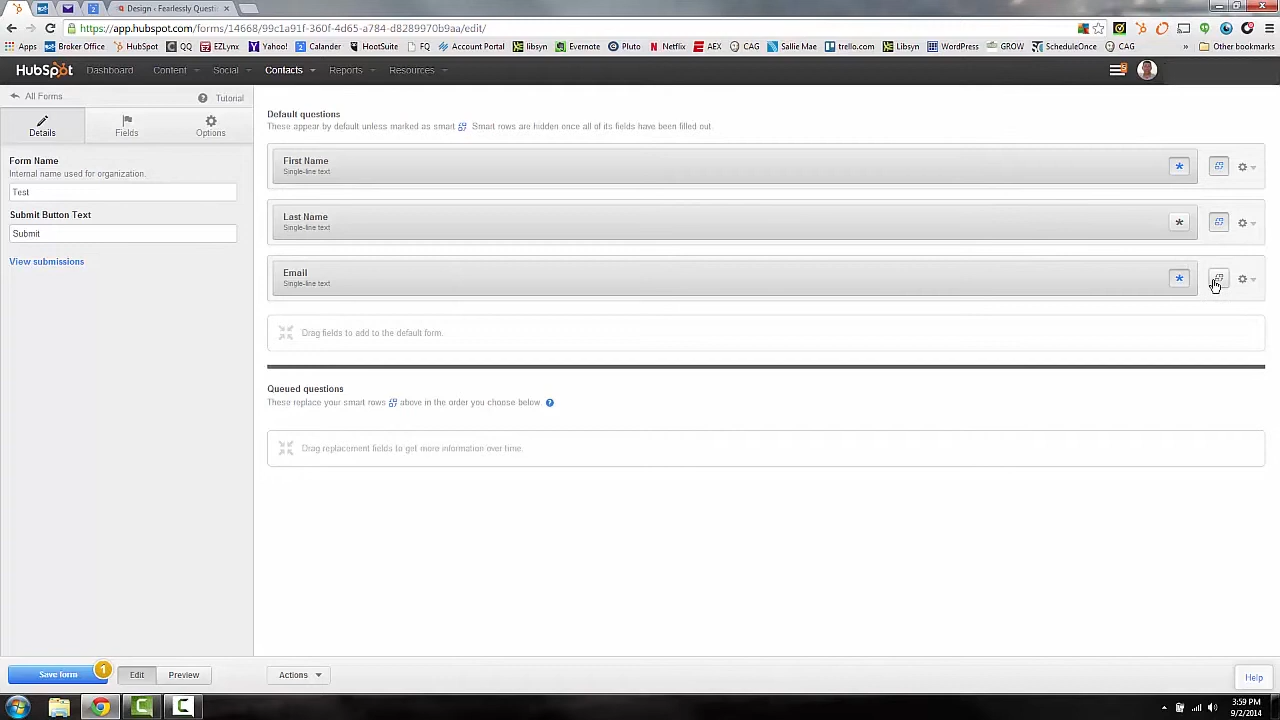 Design ‹ Fearlessly Questi
https://app.hubspot.com/forms/14668/99c1a91f-360f-4d65-a784-d8289970b9aa/edit/
Apps Broker Office HubSpot QQ EZLynx Yahoo! Calander HootSuite FQ Account Portal libsyn Evernote Pluto Netflix AEX CAG Sallie Mae trello.com Libsyn WordPress GROW ScheduleOnce CAG » Other bookmarks
HubSpot Dashboard Content Social Contacts Reports Resources
All Forms Tutorial
Details Fields Options
Form Name
Internal name used for organization.
Test
Submit Button Text
Submit
View submissions
Default questions
These appear by default unless marked as smart Smart rows are hidden once all of its fields have been filled out.
First Name
Single-line text
Last Name
Single-line text
Email
Single-line text
Drag fields to add to the default form.
Queued questions
These replace your smart rows above in the order you choose below.
Drag replacement fields to get more information over time.
Save form 1 Edit Preview Actions Help
3:59 PM
9/2/2014